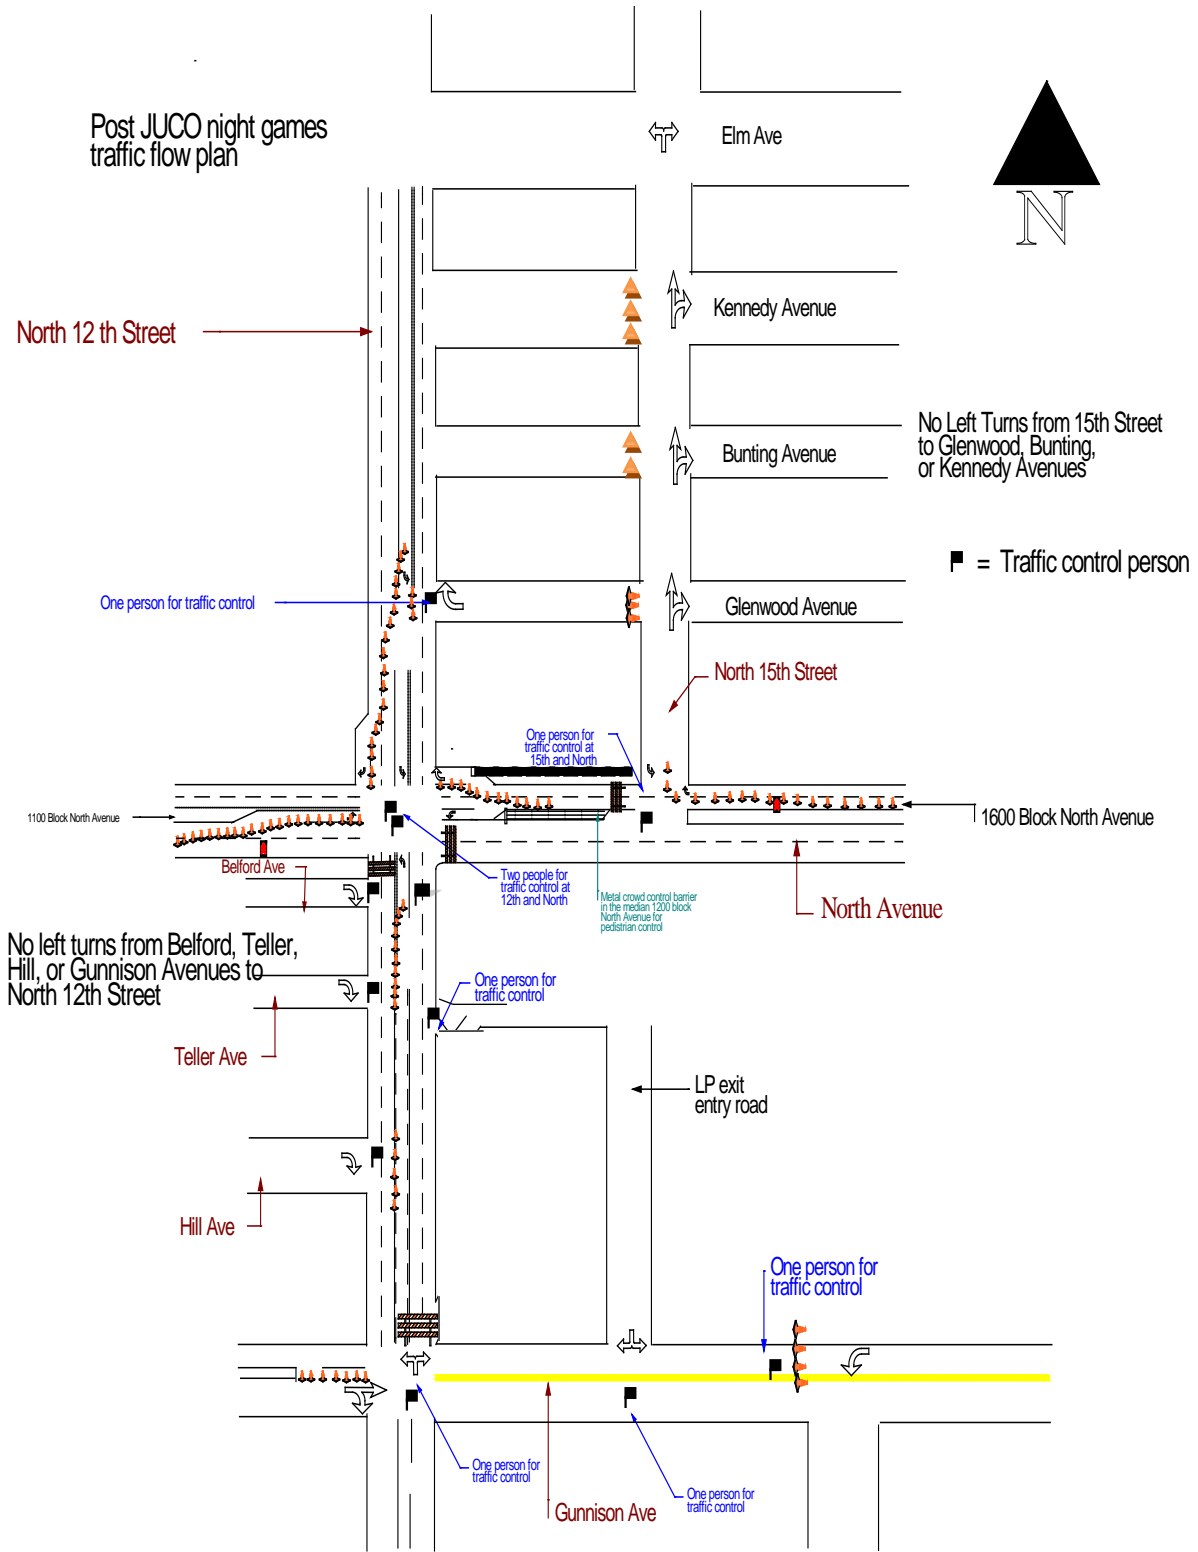 Post JUCO night games
traffic flow plan
Elm Ave
N
Kennedy Avenue
North 12 th Street
No Left Turns from 15th Street
to Glenwood, Bunting,
or Kennedy Avenues
Bunting Avenue
= Traffic control person
One person for traffic control
Glenwood Avenue
North 15th Street
One person for
traffic control at
15th and North
1100 Block North Avenue
1600 Block North Avenue
Belford Ave
Two people for
traffic control at
12th and North
Metal crowd control barrier
in the median 1200 block
North Avenue for
pedistrian control
North Avenue
No left turns from Belford, Teller,
Hill, or Gunnison Avenues to
North 12th Street
One person for
traffic control
Teller Ave
LP exit
entry road
Hill Ave
One person for
traffic control
One person for
traffic control
One person for
traffic control
Gunnison Ave